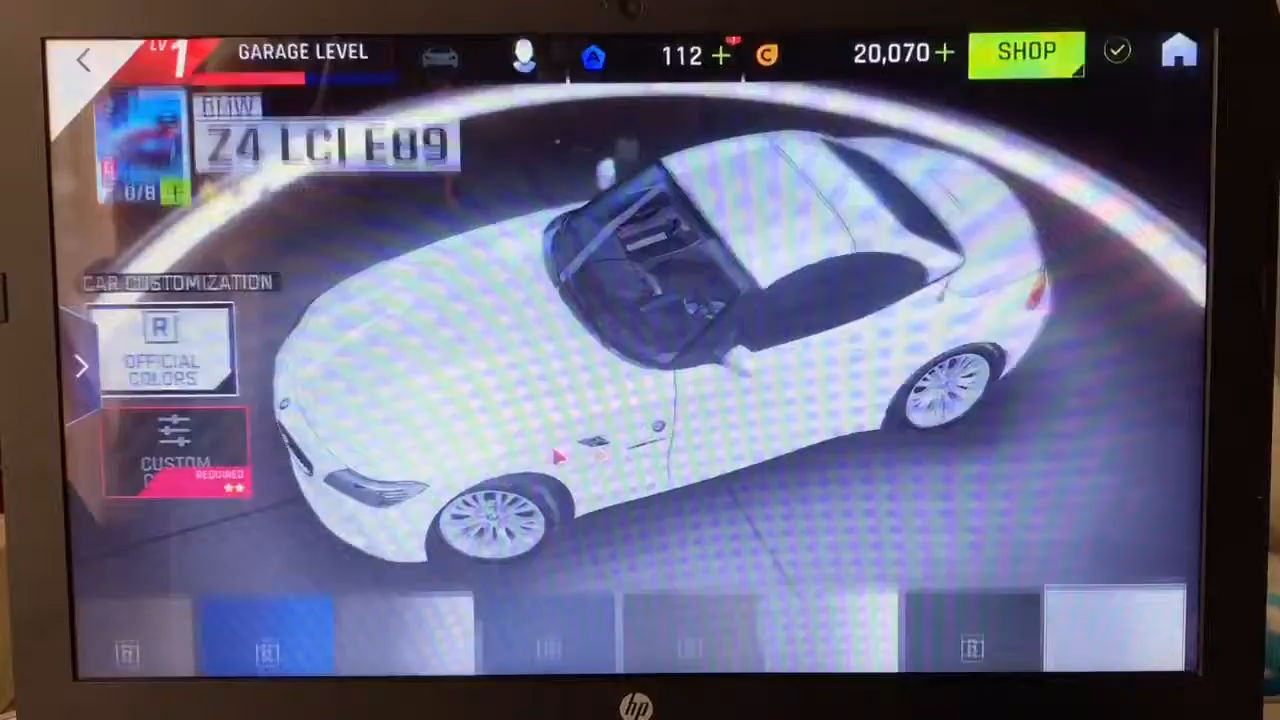 LV 1
GARAGE LEVEL
112 +
20,070 +
SHOP
BMW
Z4 LCI E89
0/8
CAR CUSTOMIZATION
R
OFFICIAL
COLORS
CUSTOM
REQUIRED
hp